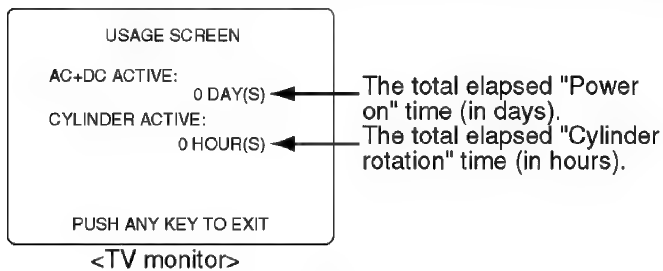 USAGE SCREEN
AC+DC ACTIVE:
0 DAY(S)
CYLINDER ACTIVE:
0 HOUR(S)
PUSH ANY KEY TO EXIT
<TV monitor>
The total elapsed "Power
on" time (in days).
The total elapsed "Cylinder
rotation" time (in hours).